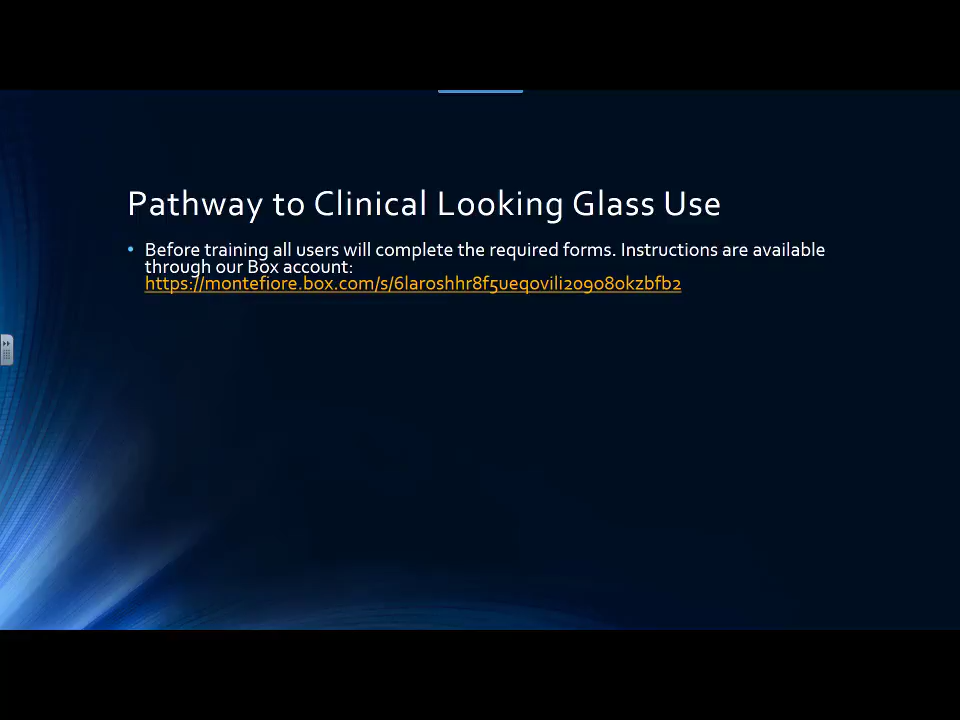 Pathway to Clinical Looking Glass Use
• Before training all users will complete the required forms. Instructions are available
through our Box account:
https://montefiore.box.com/s/6laroshhr8f5ueqovili20908okzbfb2